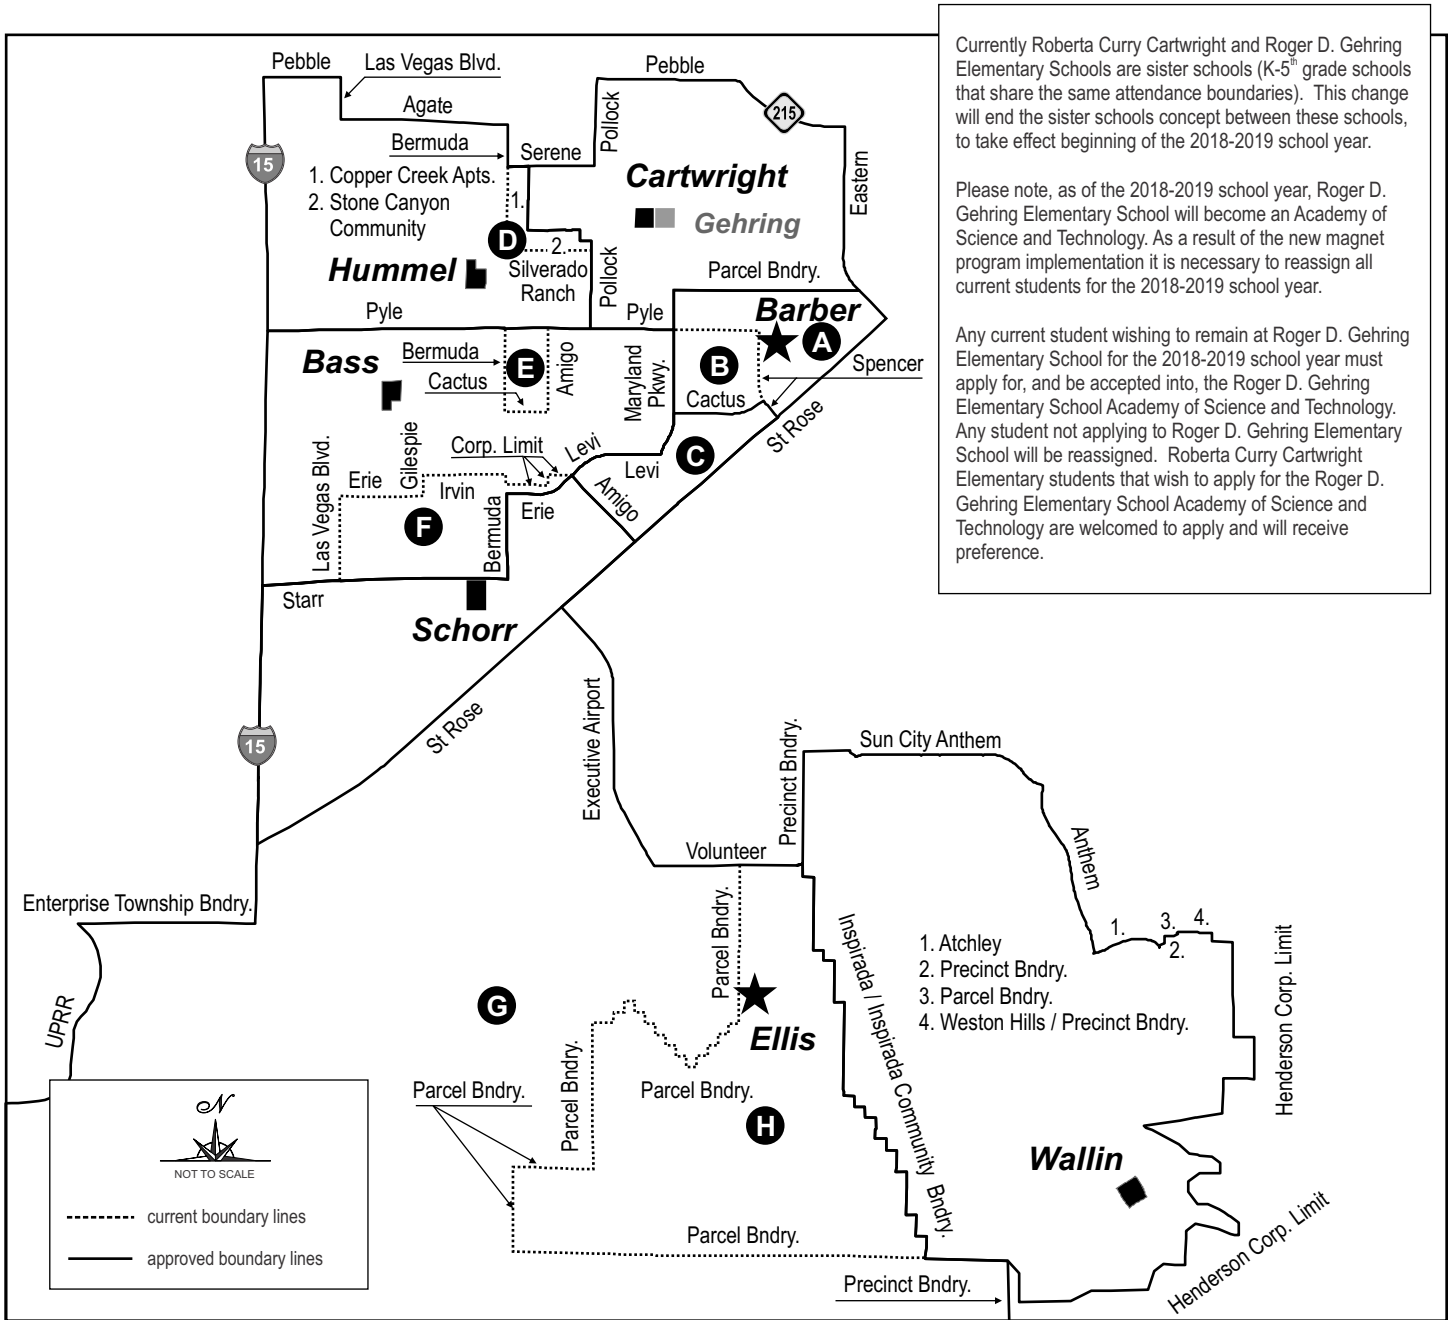 Currently Roberta Curry Cartwright and Roger D. Gehring
Elementary Schools are sister schools (K-5th grade schools
that share the same attendance boundaries). This change
will end the sister schools concept between these schools,
to take effect beginning of the 2018-2019 school year.
Please note, as of the 2018-2019 school year, Roger D.
Gehring Elementary School will become an Academy of
Science and Technology. As a result of the new magnet
program implementation it is necessary to reassign all
current students for the 2018-2019 school year.
Any current student wishing to remain at Roger D. Gehring
Elementary School for the 2018-2019 school year must
apply for, and be accepted into, the Roger D. Gehring
Elementary School Academy of Science and Technology.
Any student not applying to Roger D. Gehring Elementary
School will be reassigned. Roberta Curry Cartwright
Elementary students that wish to apply for the Roger D.
Gehring Elementary School Academy of Science and
Technology are welcomed to apply and will receive
preference.
Pebble
Las Vegas Blvd.
Pebble
Agate
Pollock
215
Bermuda
Serene
15
1. Copper Creek Apts.
2. Stone Canyon
Community
1.
Cartwright
Gehring
Eastern
D
2.
Hummel
Silverado
Ranch
Pollock
Parcel Bndry.
Pyle
Pyle
Barber
A
Bass
Bermuda
E
Amigo
Cactus
Maryland
Pkwy.
B
Spencer
Cactus
St Rose
Las Vegas Blvd.
Gilespie
Corp. Limit
Levi
Levi
C
Erie
Irvin
Bermuda
Erie
Amigo
F
Starr
Schorr
15
St Rose
Executive Airport
Precinct Bndry.
Sun City Anthem
Volunteer
Anthem
Enterprise Township Bndry.
Parcel Bndry.
Inspirada / Inspirada Community Bndry.
1.
3.
4.
2.
1. Atchley
2. Precinct Bndry.
3. Parcel Bndry.
4. Weston Hills / Precinct Bndry.
Henderson Corp. Limit
UPRR
G
Ellis
Parcel Bndry.
Parcel Bndry.
Parcel Bndry.
H
Wallin
Parcel Bndry.
Henderson Corp. Limit
Precinct Bndry.
N
NOT TO SCALE
current boundary lines
approved boundary lines